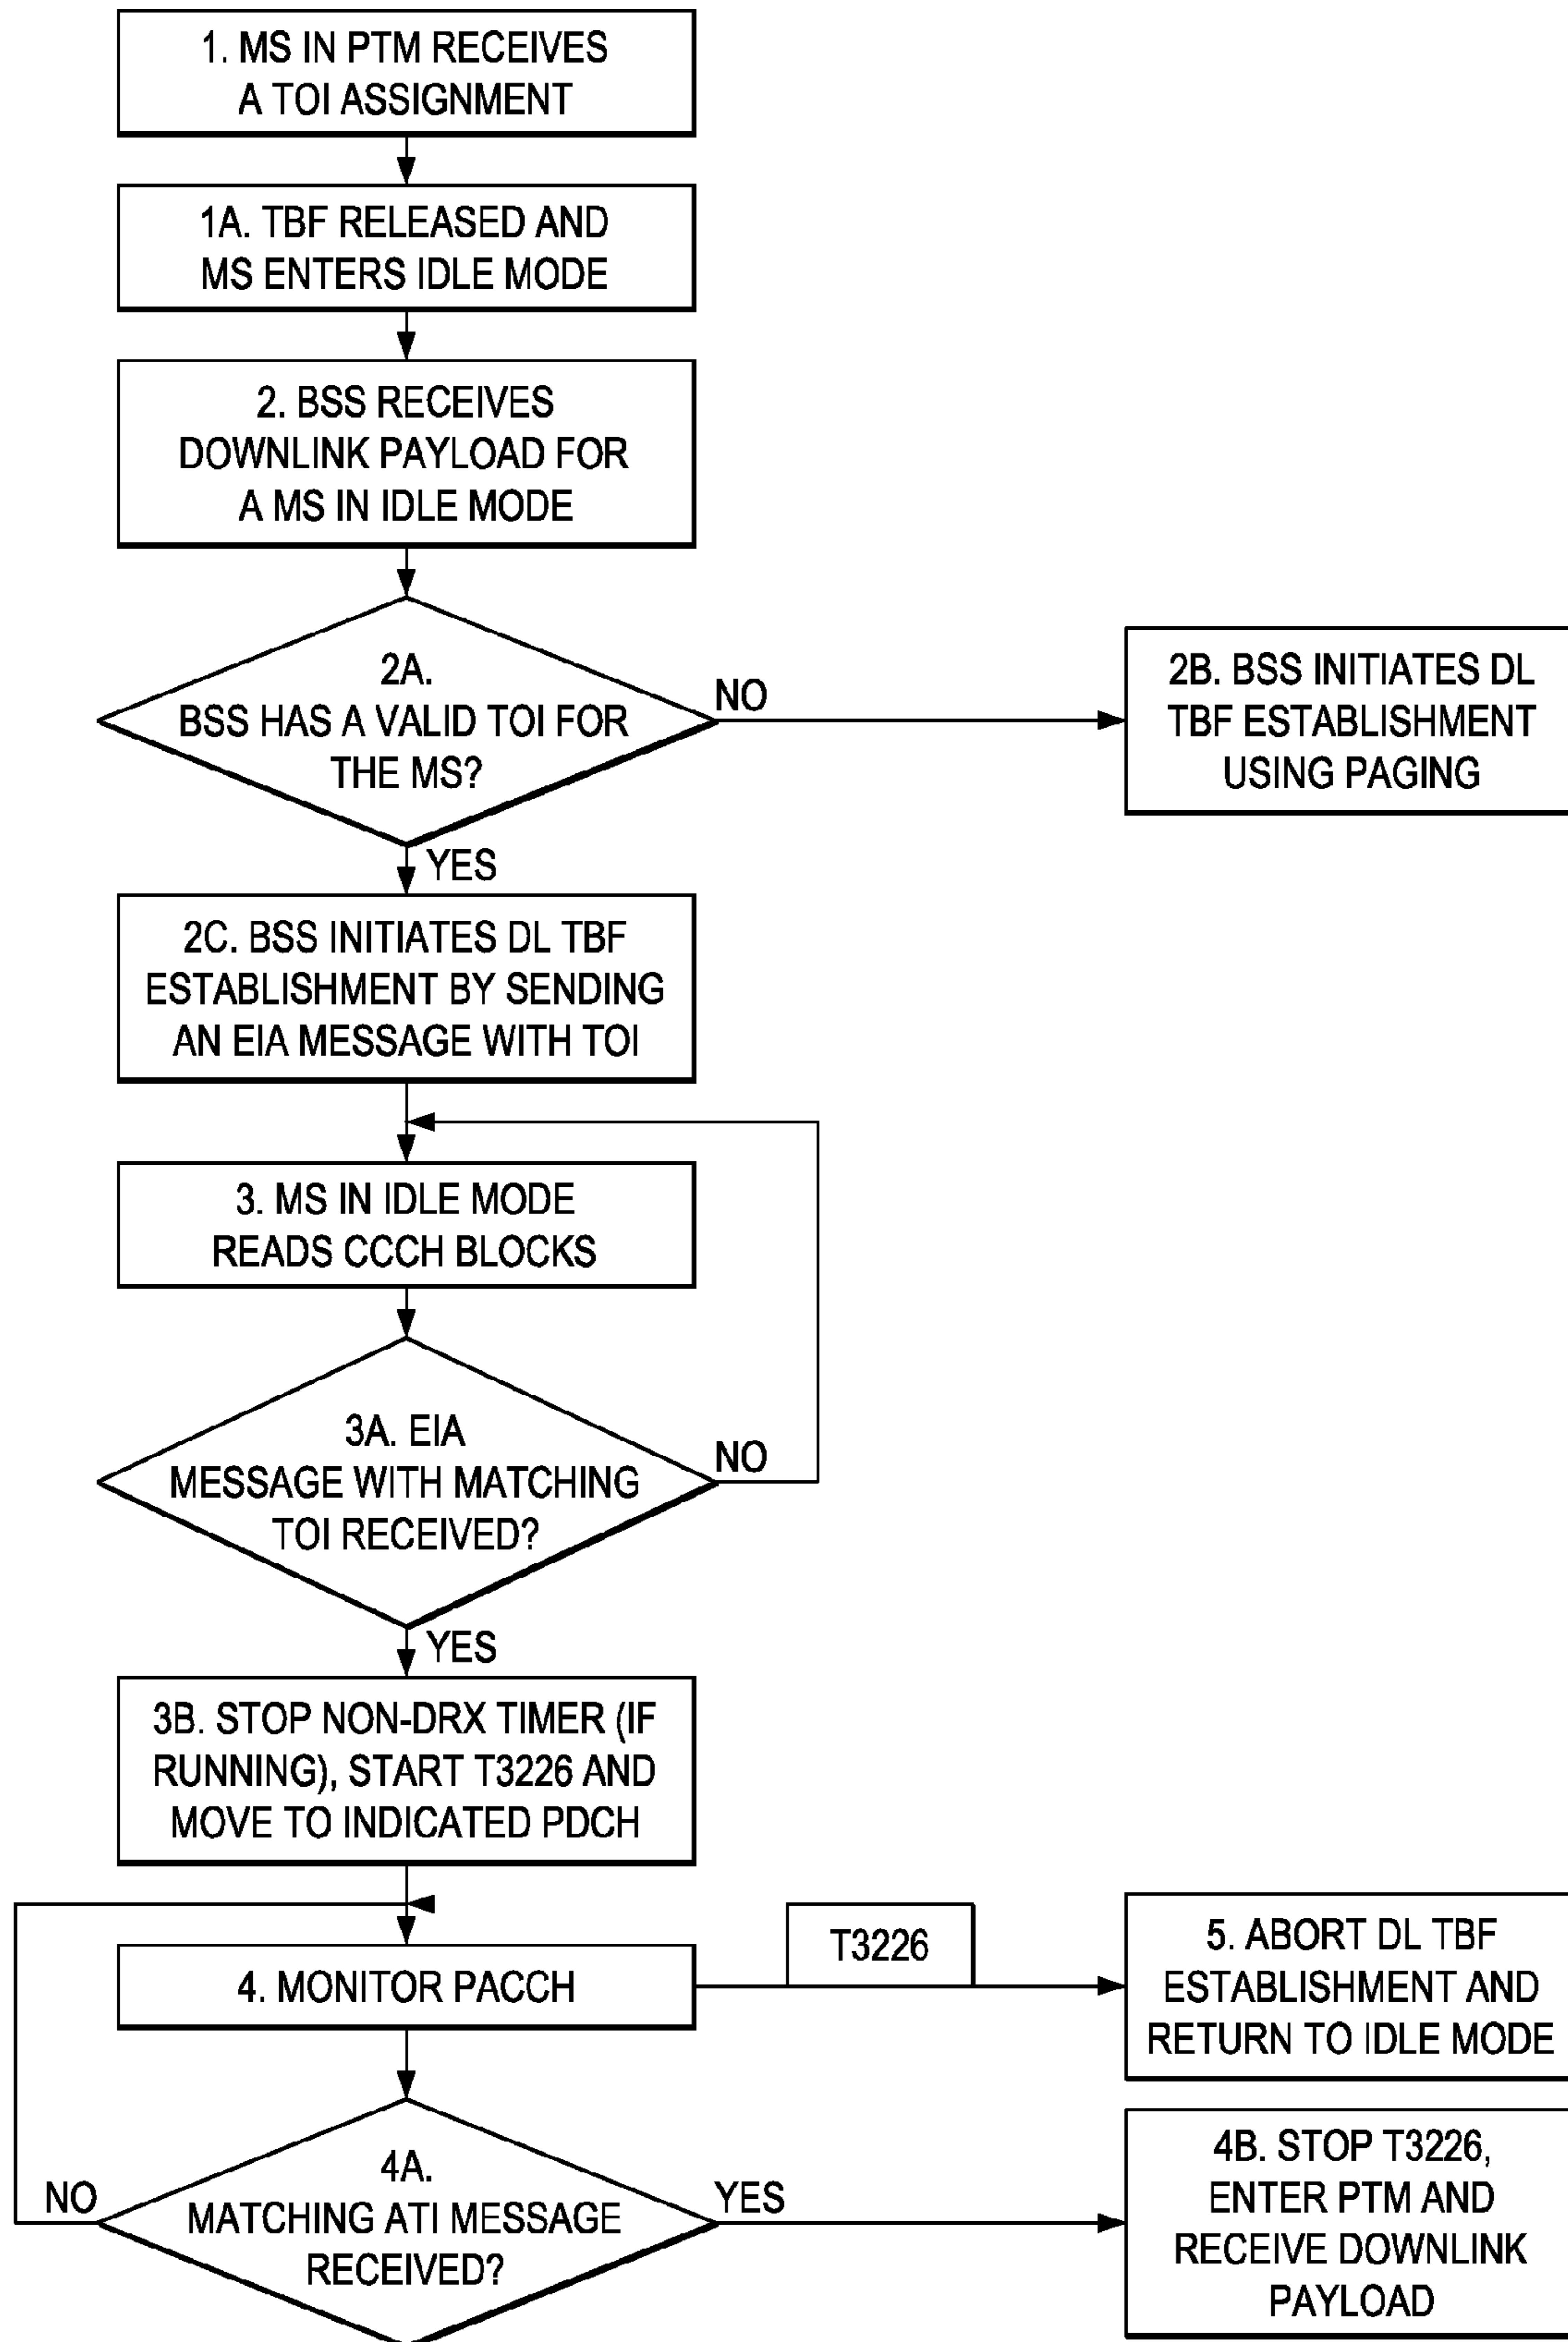 1. MS IN PTM RECEIVES
A TOI ASSIGNMENT
1A. TBF RELEASED AND
MS ENTERS IDLE MODE
2. BSS RECEIVES
DOWNLINK PAYLOAD FOR
A MS IN IDLE MODE
2A.
BSS HAS A VALID TOI FOR
THE MS?
NO
2B. BSS INITIATES DL
TBF ESTABLISHMENT
USING PAGING
YES
2C. BSS INITIATES DL TBF
ESTABLISHMENT BY SENDING
AN EIA MESSAGE WITH TOI
3. MS IN IDLE MODE
READS CCCH BLOCKS
3A. EIA
MESSAGE WITH MATCHING
TOI RECEIVED?
NO
YES
3B. STOP NON-DRX TIMER (IF
RUNNING), START T3226 AND
MOVE TO INDICATED PDCH
4. MONITOR PACCH
T3226
5. ABORT DL TBF
ESTABLISHMENT AND
RETURN TO IDLE MODE
4A.
MATCHING ATI MESSAGE
RECEIVED?
NO
YES
4B. STOP T3226,
ENTER PTM AND
RECEIVE DOWNLINK
PAYLOAD